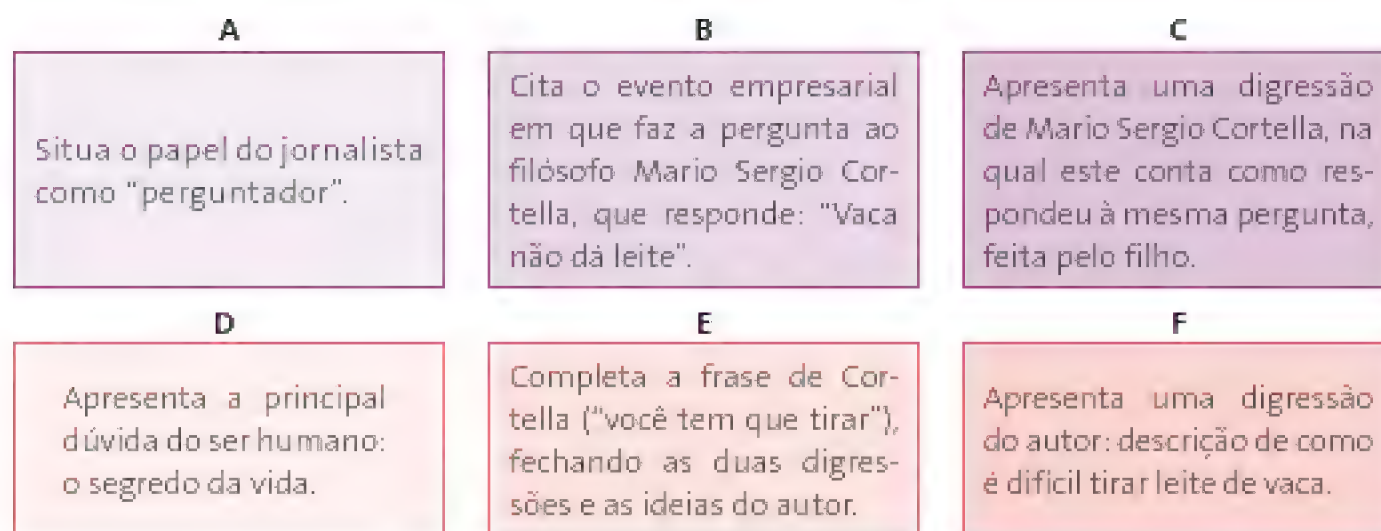 A
Situa o papel do jornalista
como "perguntador".
B
Cita o evento empresarial
em que faz a pergunta ao
filósofo Mario Sergio Cor-
tella, que responde: "Vaca
não dá leite".
C
Apresenta uma digressão
de Mario Sergio Cortella, na
qual este conta como res-
pondeu à mesma pergunta,
feita pelo filho.
D
Apresenta a principal
dúvida do ser humano:
o segredo da vida.
E
Completa a frase de Cor-
tella ("você tem que tirar"),
fechando as duas digres-
sões e as ideias do autor.
F
Apresenta uma digressão
do autor: descrição de como
é difícil tirar leite de vaca.